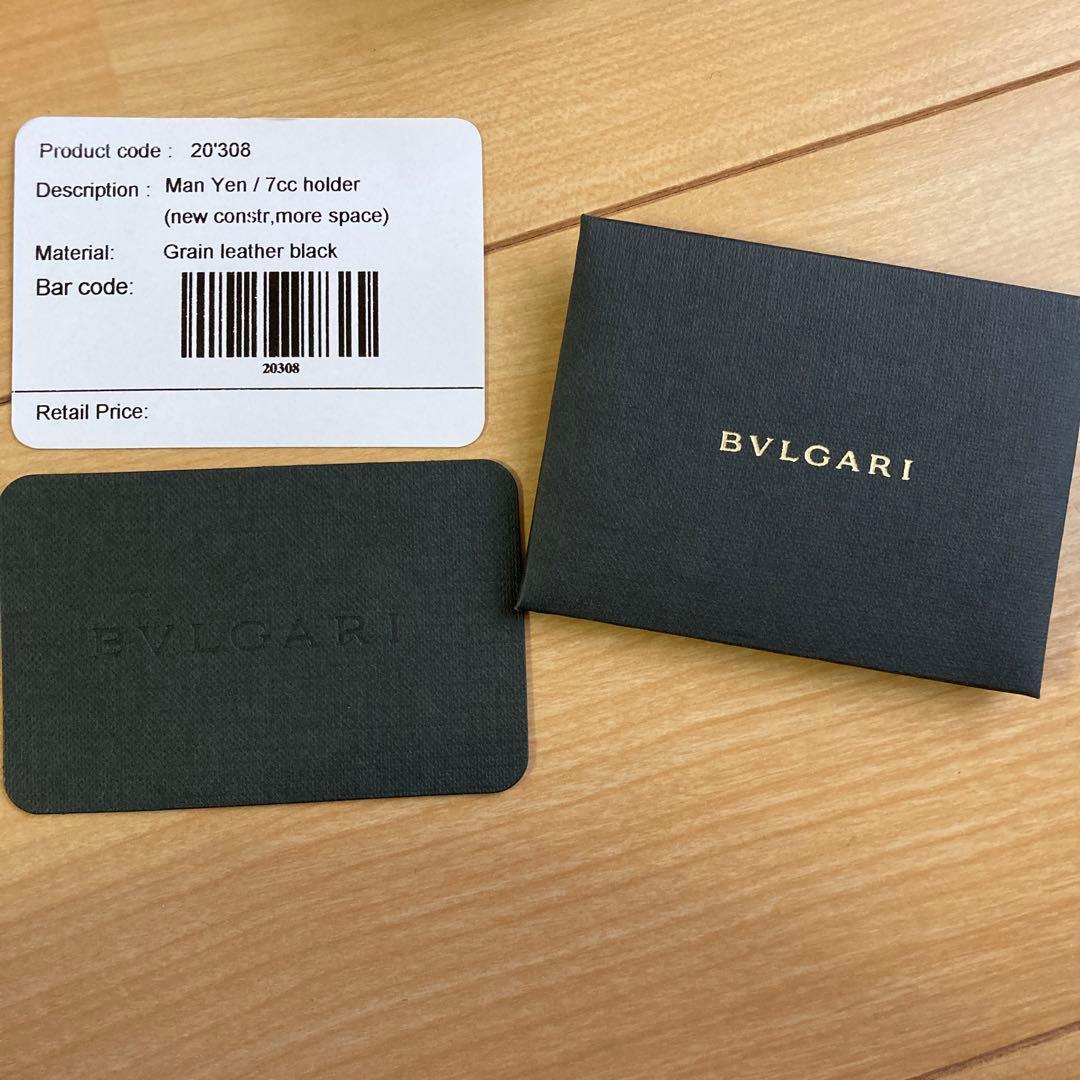 Product code : 20'308
Description : Man Yen / 7cc holder
(new constr,more space)
Material: Grain leather black
Bar code:
20308
Retail Price:
BVLGARI
BVLGARI